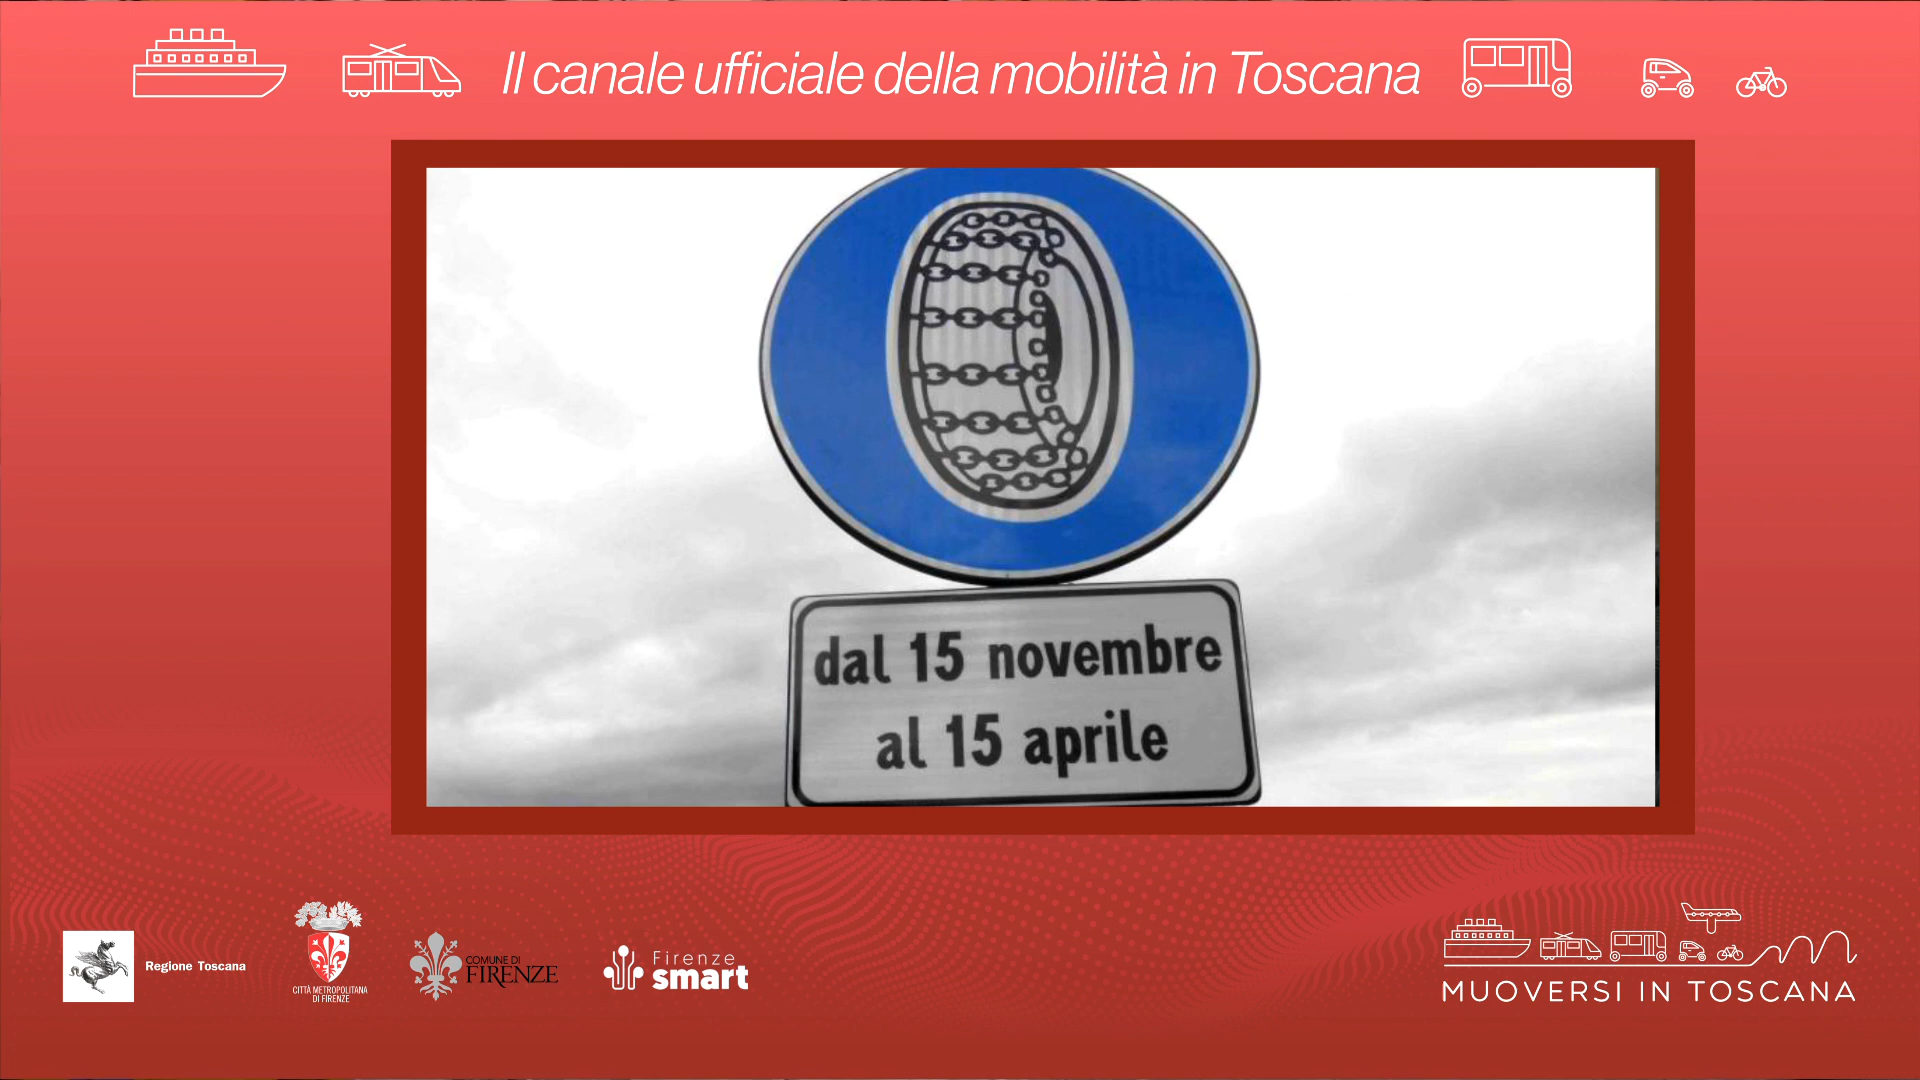 Il canale ufficiale della mobilità in Toscana
dal 15 novembre
al 15 aprile
Regione Toscana
CITTÀ METROPOLITANA
DI FIRENZE
COMUNE DI
FIRENZE
Firenze
smart
MUOVERSI IN TOSCANA